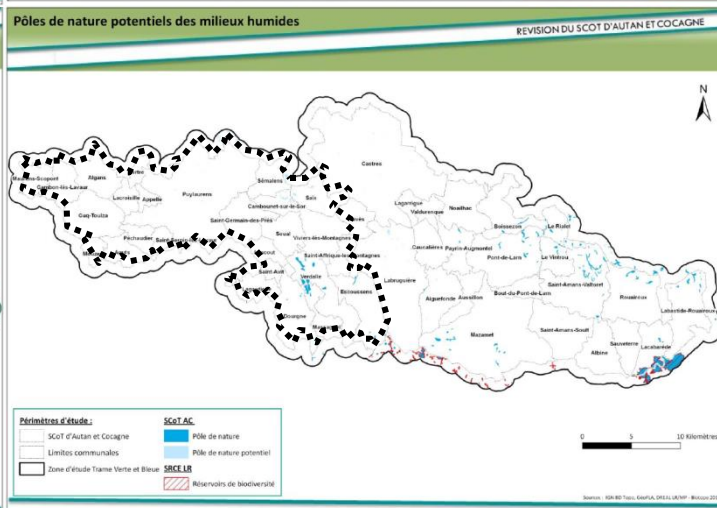 Pôles de nature potentiels des milieux humides
REVISION DU SCOT D'AUTAN ET COCAGNE
N
Castres
Algans
Cambon-lès-Lavaur
Lacroisille
Appelle
Puylaurens
Sémalens
Saïx
Cambounet-sur-le-Sor
Cuq-Toulza
Saint-Germain-des-Prés
Péchaudier
Soual
Viviers-lès-Montagnes
Saint-Affrique-les-Montagnes
Saint-Avit
Verdalle
Escoussens
Dourgne
Massaguel
Labruguière
Lagarrigue
Valdurenque
Noailhac
Boissezon
Le Rialet
Caucalières
Payrin-Augmontel
Pont-de-Larn
Le Vintrou
Aiguefonde
Aussillon
Bout-du-Pont-de-Larn
Saint-Amans-Valtoret
Rouairoux
Labastide-Rouairoux
Mazamet
Saint-Amans-Soult
Albine
Sauveterre
Lacabarède
Périmètres d'étude :
SCoT d'Autan et Cocagne
Limites communales
Zone d'étude Trame Verte et Bleue
SCoT AC
Pôle de nature
Pôle de nature potentiel
SRCE LR
Réservoirs de biodiversité
0 5 10 Kilomètres